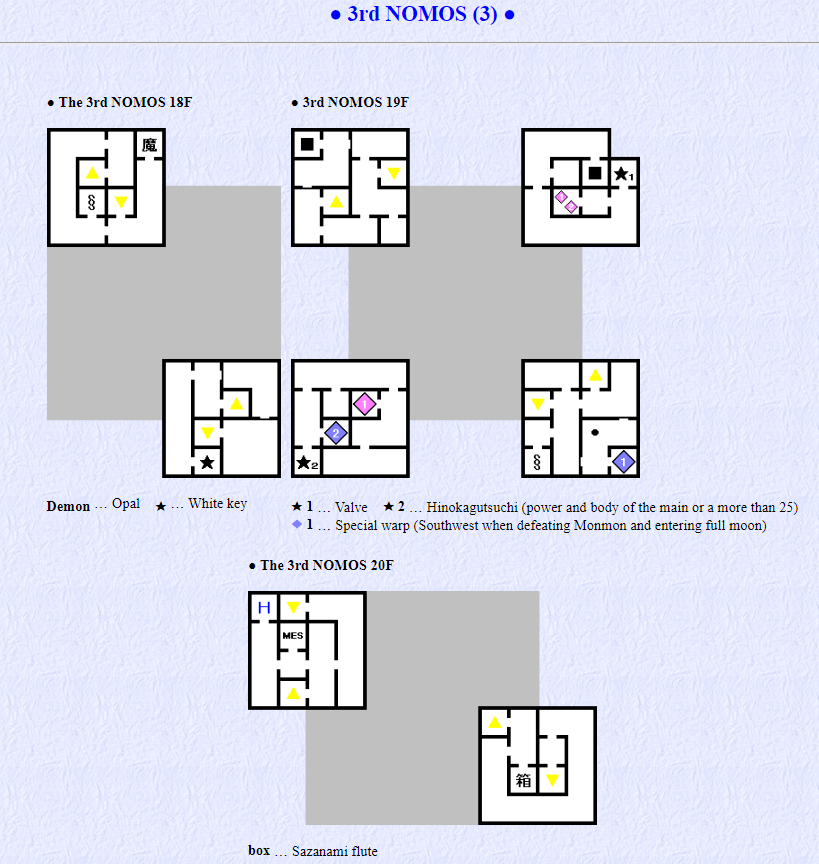 ● 3rd NOMOS (3) ●
● The 3rd NOMOS 18F
● 3rd NOMOS 19F
魔
§
★1
1
2
1
2
★2
§
1
Demon … Opal ★ … White key
★ 1 … Valve ★ 2 … Hinokagutsuchi (power and body of the main or a more than 25)
◆ 1 … Special warp (Southwest when defeating Monmon and entering full moon)
● The 3rd NOMOS 20F
H
MES
箱
box … Sazanami flute